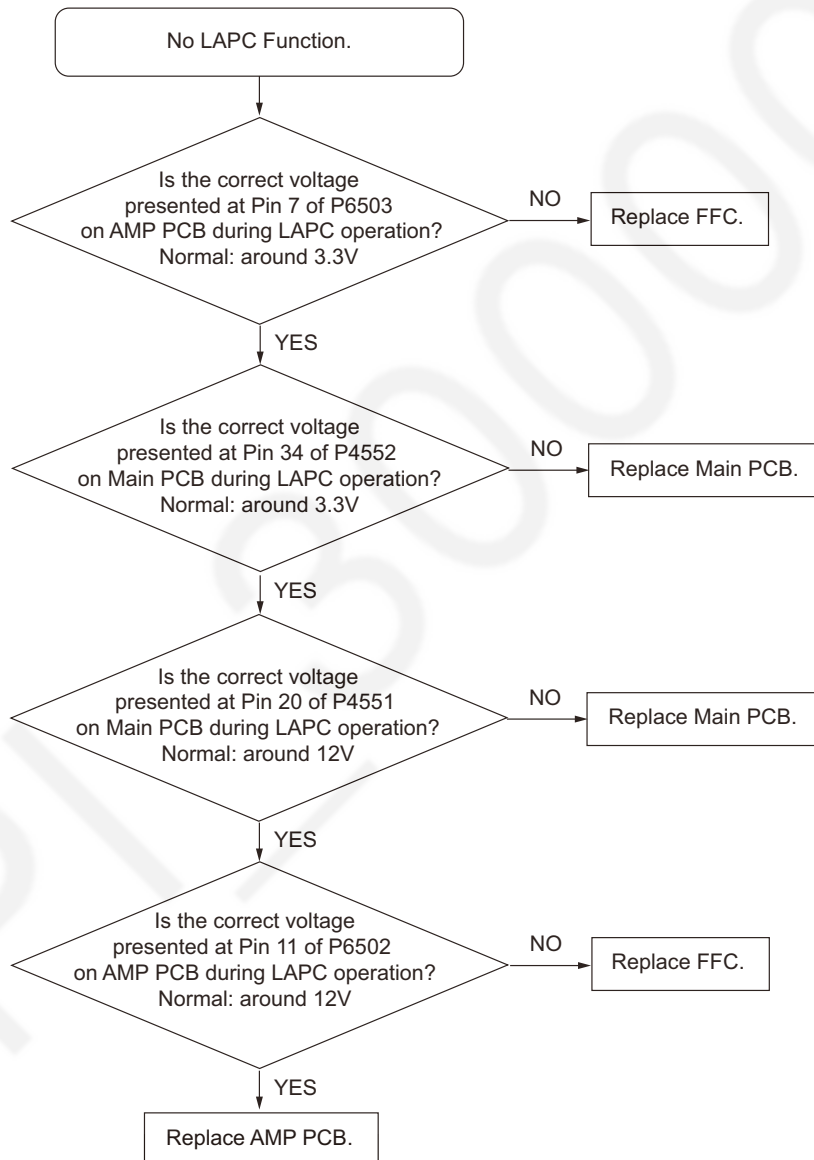 No LAPC Function.
Is the correct voltage
presented at Pin 7 of P6503
on AMP PCB during LAPC operation?
Normal: around 3.3V
NO
Replace FFC.
YES
Is the correct voltage
presented at Pin 34 of P4552
on Main PCB during LAPC operation?
Normal: around 3.3V
NO
Replace Main PCB.
YES
Is the correct voltage
presented at Pin 20 of P4551
on Main PCB during LAPC operation?
Normal: around 12V
NO
Replace Main PCB.
YES
Is the correct voltage
presented at Pin 11 of P6502
on AMP PCB during LAPC operation?
Normal: around 12V
NO
Replace FFC.
YES
Replace AMP PCB.